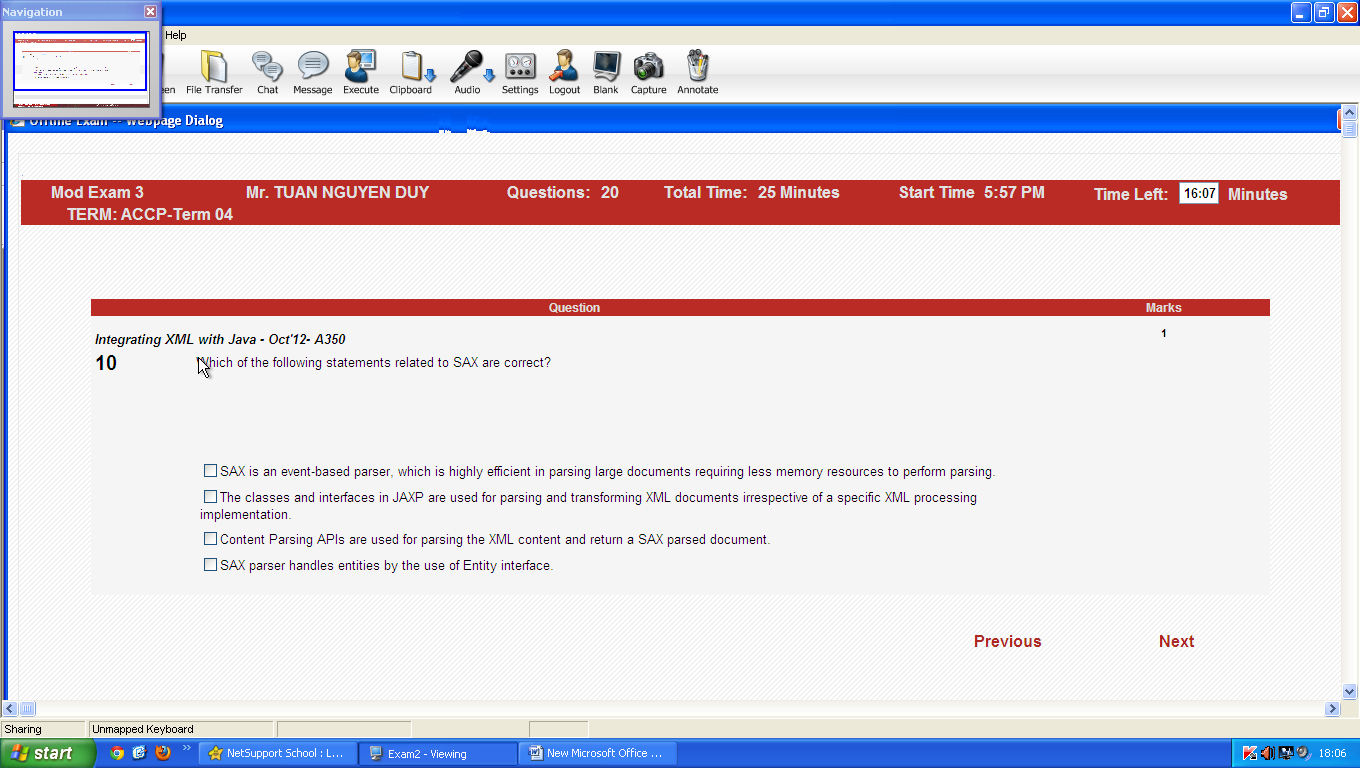 Navigation
Help
File Transfer
Chat
Message
Execute
Clipboard
Audio
Settings
Logout
Blank
Capture
Annotate
Offline Exam -- Webpage Dialog
Mod Exam 3 Mr. TUAN NGUYEN DUY Questions: 20 Total Time: 25 Minutes Start Time 5:57 PM Time Left: 16:07 Minutes
TERM: ACCP-Term 04
Question Marks
Integrating XML with Java - Oct'12- A350 1
10 Which of the following statements related to SAX are correct?
SAX is an event-based parser, which is highly efficient in parsing large documents requiring less memory resources to perform parsing.
The classes and interfaces in JAXP are used for parsing and transforming XML documents irrespective of a specific XML processing
implementation.
Content Parsing APIs are used for parsing the XML content and return a SAX parsed document.
SAX parser handles entities by the use of Entity interface.
Previous Next
Sharing Unmapped Keyboard
start NetSupport School : L... Exam2 - Viewing New Microsoft Office ... 18:06